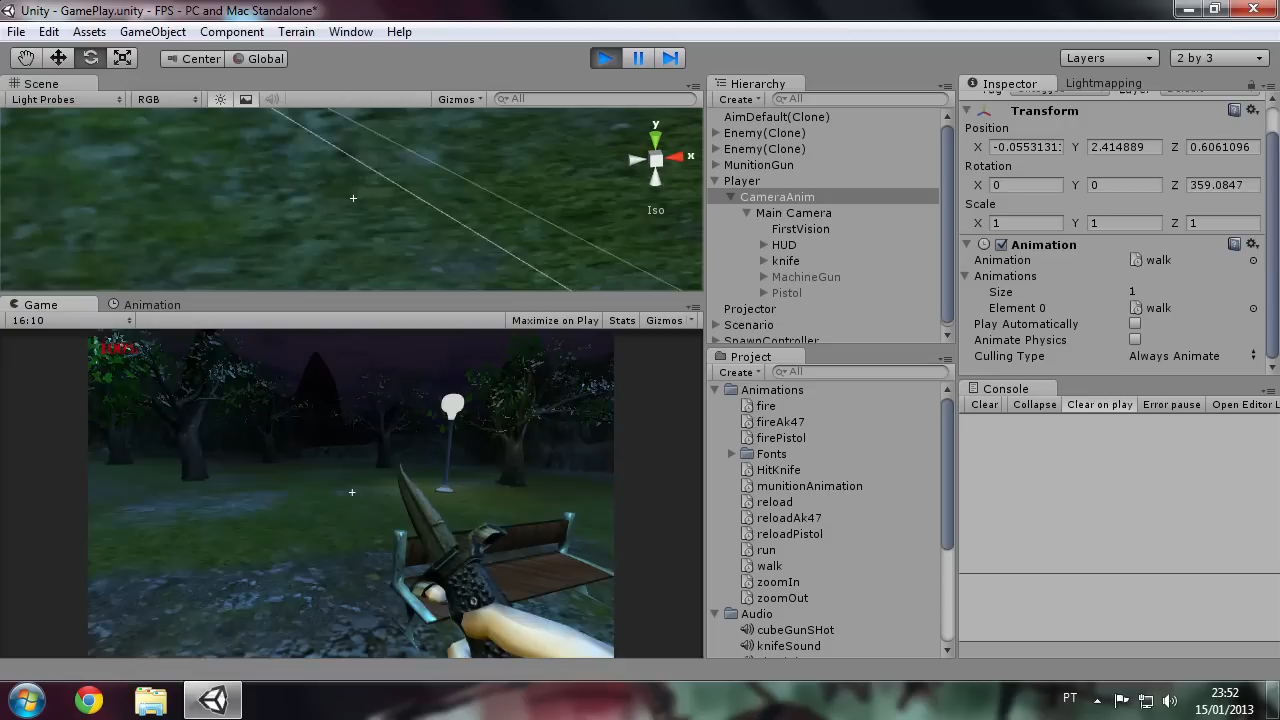 Unity - GamePlay.unity - FPS - PC and Mac Standalone*
File Edit Assets GameObject Component Terrain Window Help
Center Global Layers 2 by 3
Scene
Light Probes RGB Gizmos All
y
x
Iso
Game Animation
16:10 Maximize on Play Stats Gizmos
100%
Hierarchy
Create All
AimDefault(Clone)
Enemy(Clone)
Enemy(Clone)
MunitionGun
Player
CameraAnim
Main Camera
FirstVision
HUD
knife
MachineGun
Pistol
Projector
Scenario
SpawnController
Project
Create All
Animations
fire
fireAk47
firePistol
Fonts
HitKnife
munitionAnimation
reload
reloadAk47
reloadPistol
run
walk
zoomIn
zoomOut
Audio
cubeGunSHot
knifeSound
Inspector Lightmapping
Transform
Position
X -0.0553131: Y 2.414889 Z 0.6061096
Rotation
X 0 Y 0 Z 359.0847
Scale
X 1 Y 1 Z 1
Animation
Animation walk
Animations
Size 1
Element 0 walk
Play Automatically
Animate Physics
Culling Type Always Animate
Console
Clear Collapse Clear on play Error pause Open Editor L
PT 23:52
15/01/2013